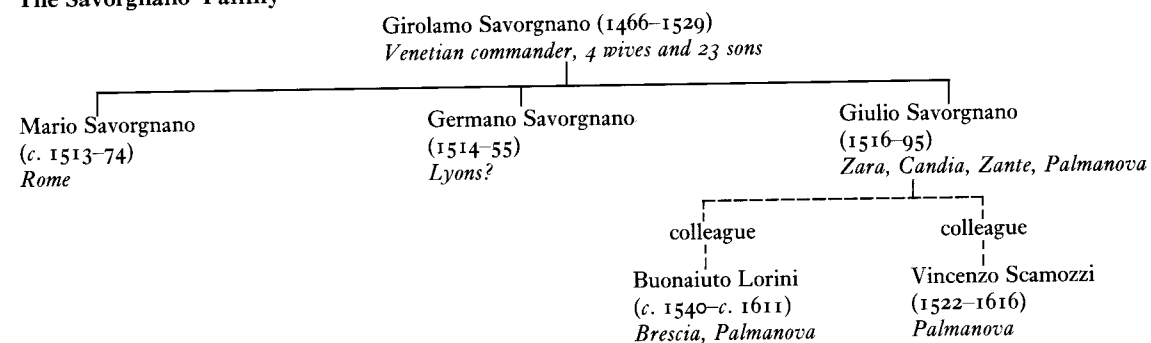 The Savorgnano Family
Girolamo Savorgnano (1466–1529)
Venetian commander, 4 wives and 23 sons
Mario Savorgnano
(c. 1513–74)
Rome
Germano Savorgnano
(1514–55)
Lyons?
Giulio Savorgnano
(1516–95)
Zara, Candia, Zante, Palmanova
colleague
colleague
Buonaiuto Lorini
(c. 1540–c. 1611)
Brescia, Palmanova
Vincenzo Scamozzi
(1522–1616)
Palmanova